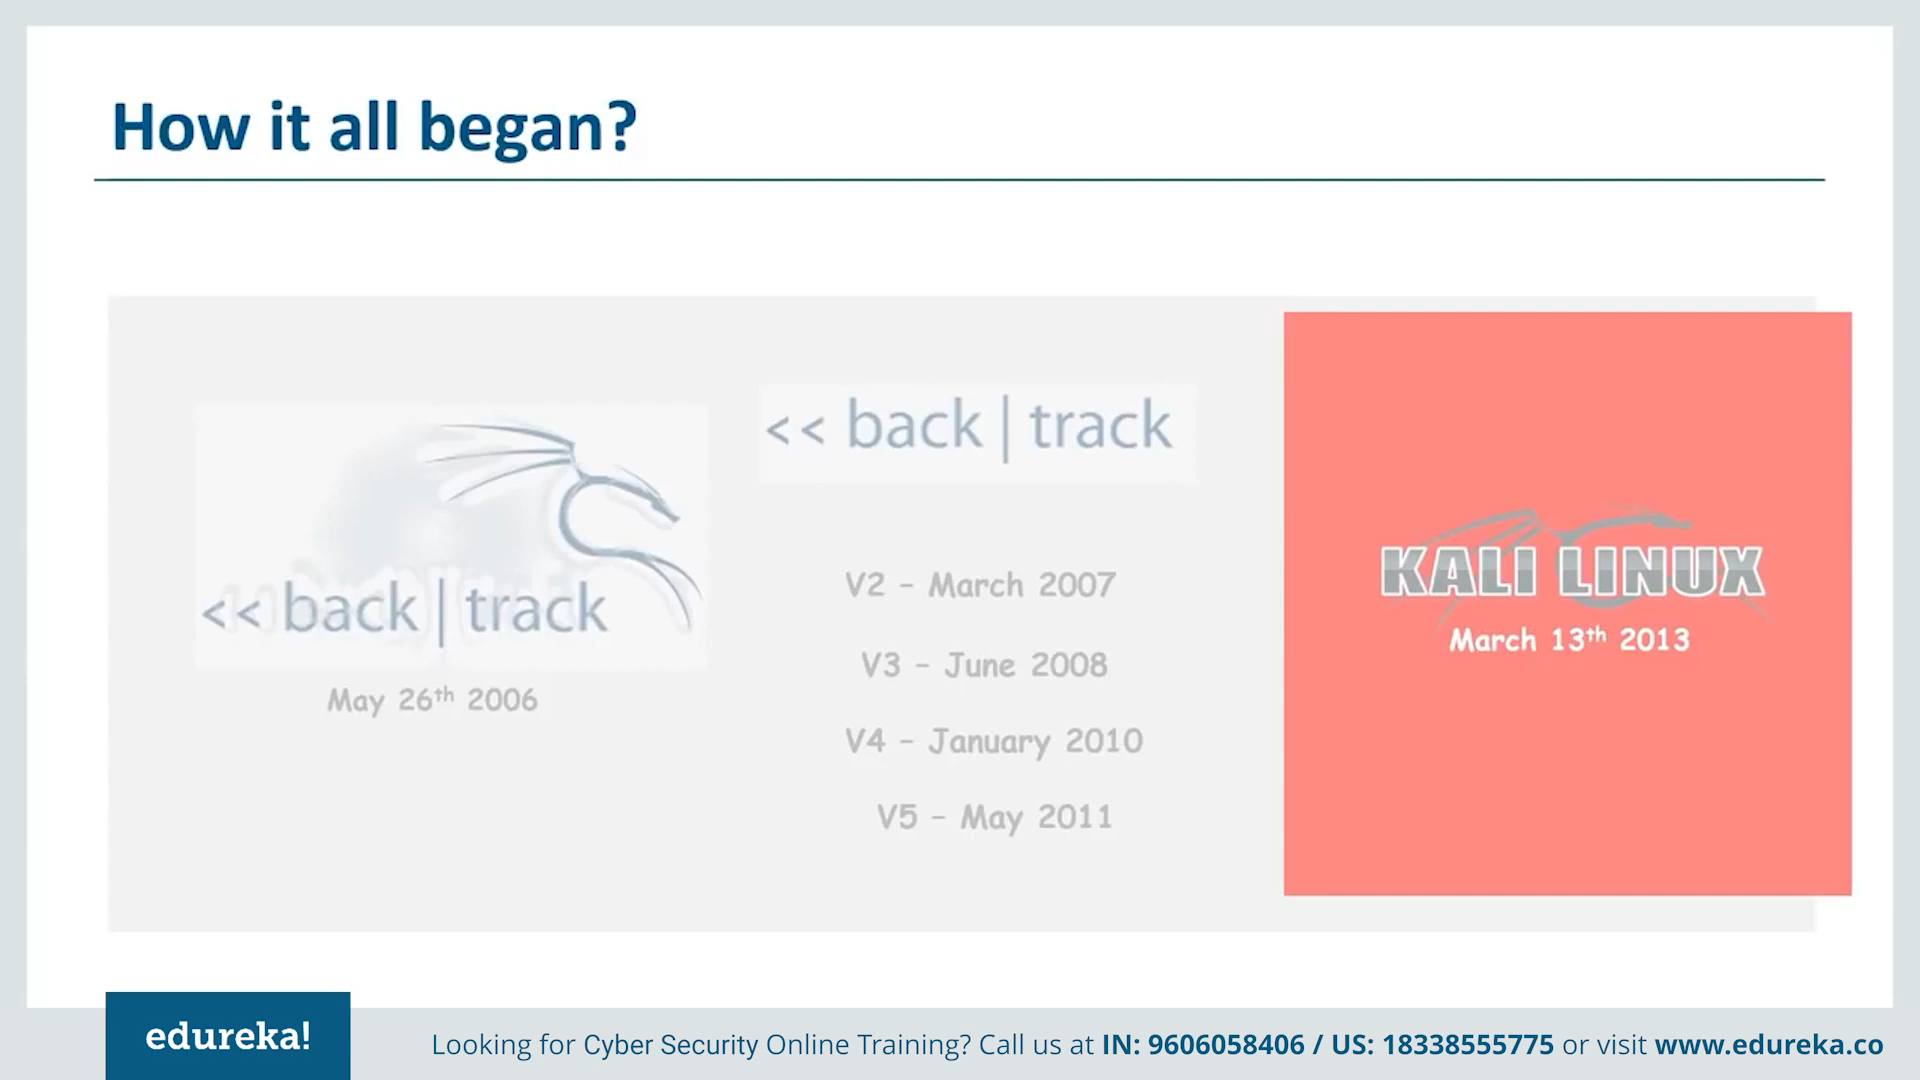 How it all began?
<< back | track
May 26th 2006
<< back | track
V2 - March 2007
V3 - June 2008
V4 - January 2010
V5 - May 2011
KALI LINUX
March 13th 2013
edureka!
Looking for Cyber Security Online Training? Call us at IN: 9606058406 / US: 18338555775 or visit www.edureka.co